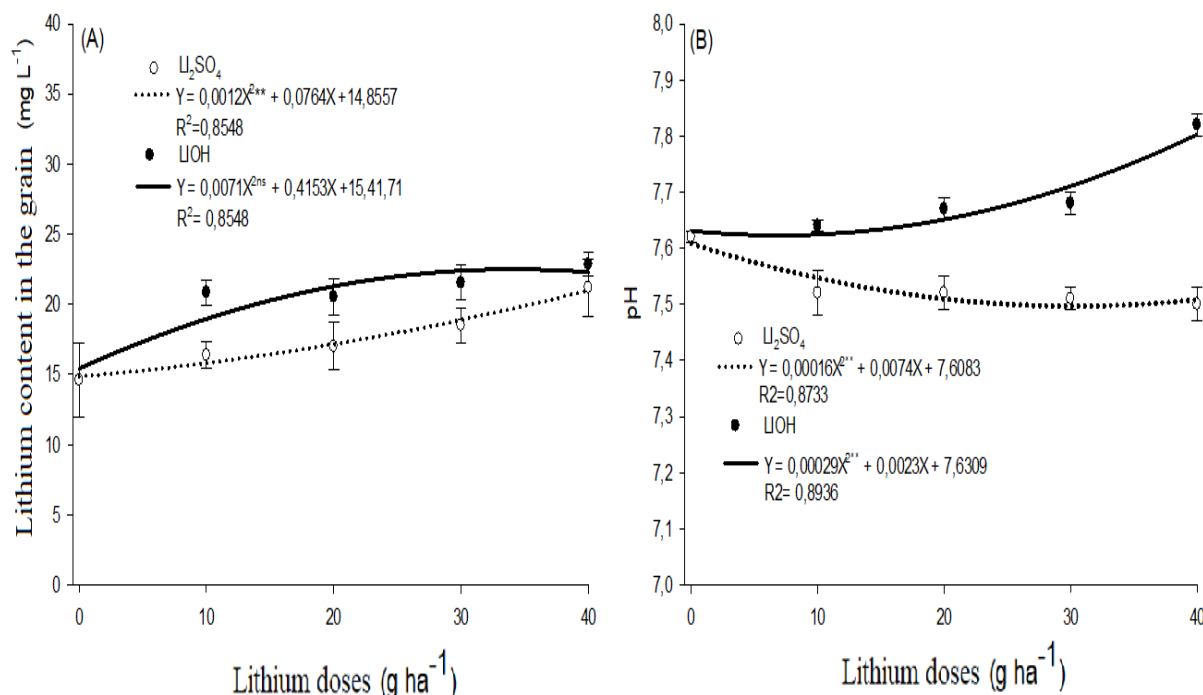 (A)
LI₂SO₄
Y = 0,0012X²** + 0,0764X +14,8557
R²=0,8548
LIOH
Y = 0,0071X²ⁿˢ + 0,4153X +15,41,71
R²=0,8548
Lithium content in the grain (mg L⁻¹)
40
35
30
25
20
15
10
5
0
0 10 20 30 40
Lithium doses (g ha⁻¹)
(B)
8,0
7,9
7,8
7,7
7,6
7,5
7,4
7,3
7,2
7,1
7,0
pH
LI₂SO₄
Y = 0,00016X²** + 0,0074X + 7,6083
R2=0,8733
LIOH
Y = 0,00029X²** + 0,0023X + 7,6309
R2= 0,8936
0 10 20 30 40
Lithium doses (g ha⁻¹)